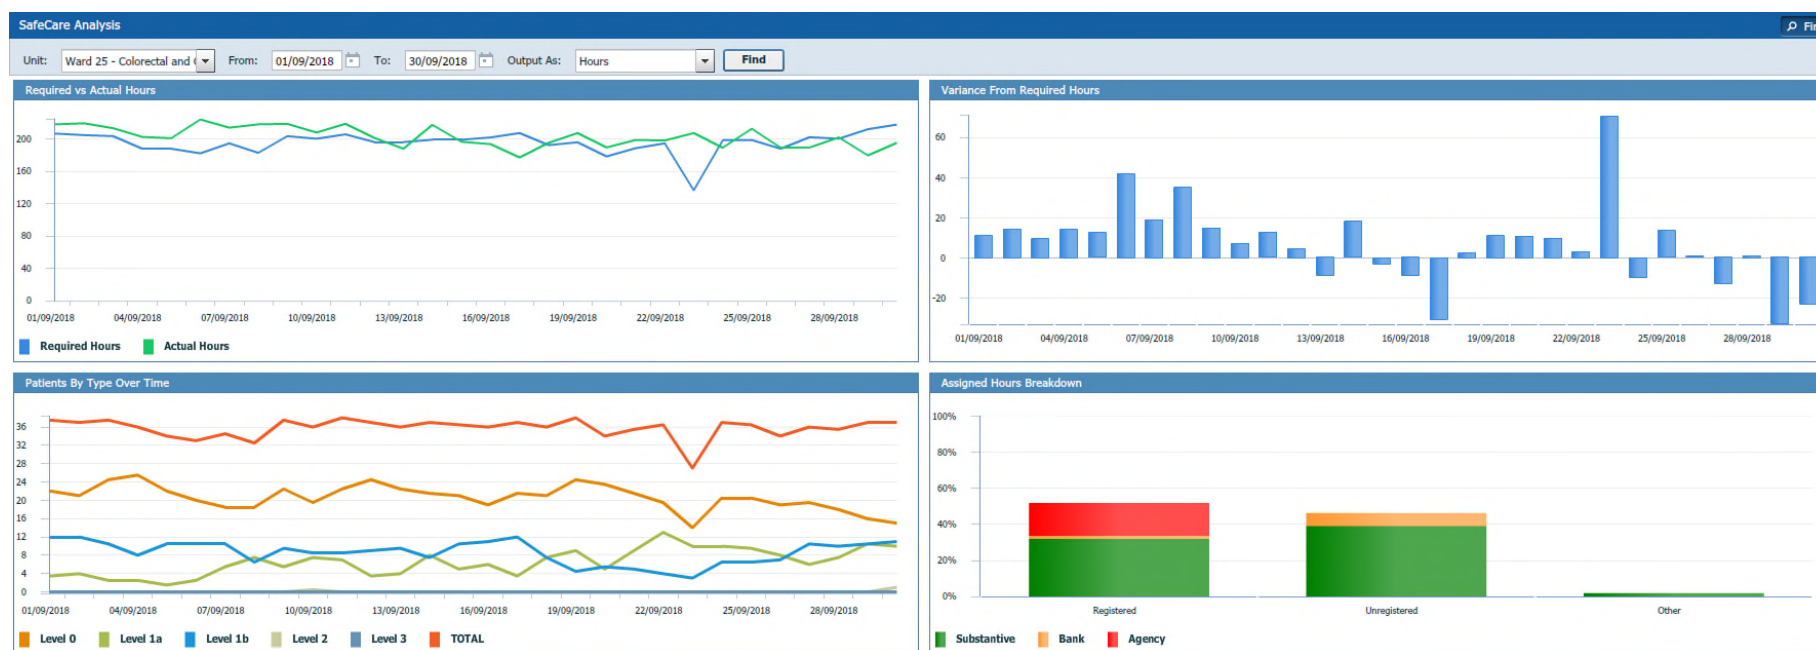 SafeCare Analysis
Unit: Ward 25 - Colorectal and From: 01/09/2018 To: 30/09/2018 Output As: Hours Find
Required vs Actual Hours
200
160
120
80
40
0
01/09/2018 04/09/2018 07/09/2018 10/09/2018 13/09/2018 16/09/2018 19/09/2018 22/09/2018 25/09/2018 28/09/2018
Required Hours Actual Hours
Variance From Required Hours
60
40
20
0
-20
01/09/2018 04/09/2018 07/09/2018 10/09/2018 13/09/2018 16/09/2018 19/09/2018 22/09/2018 25/09/2018 28/09/2018
Patients By Type Over Time
36
32
28
24
20
16
12
8
4
0
01/09/2018 04/09/2018 07/09/2018 10/09/2018 13/09/2018 16/09/2018 19/09/2018 22/09/2018 25/09/2018 28/09/2018
Level 0 Level 1a Level 1b Level 2 Level 3 TOTAL
Assigned Hours Breakdown
100%
80%
60%
40%
20%
0%
Registered Unregistered Other
Substantive Bank Agency